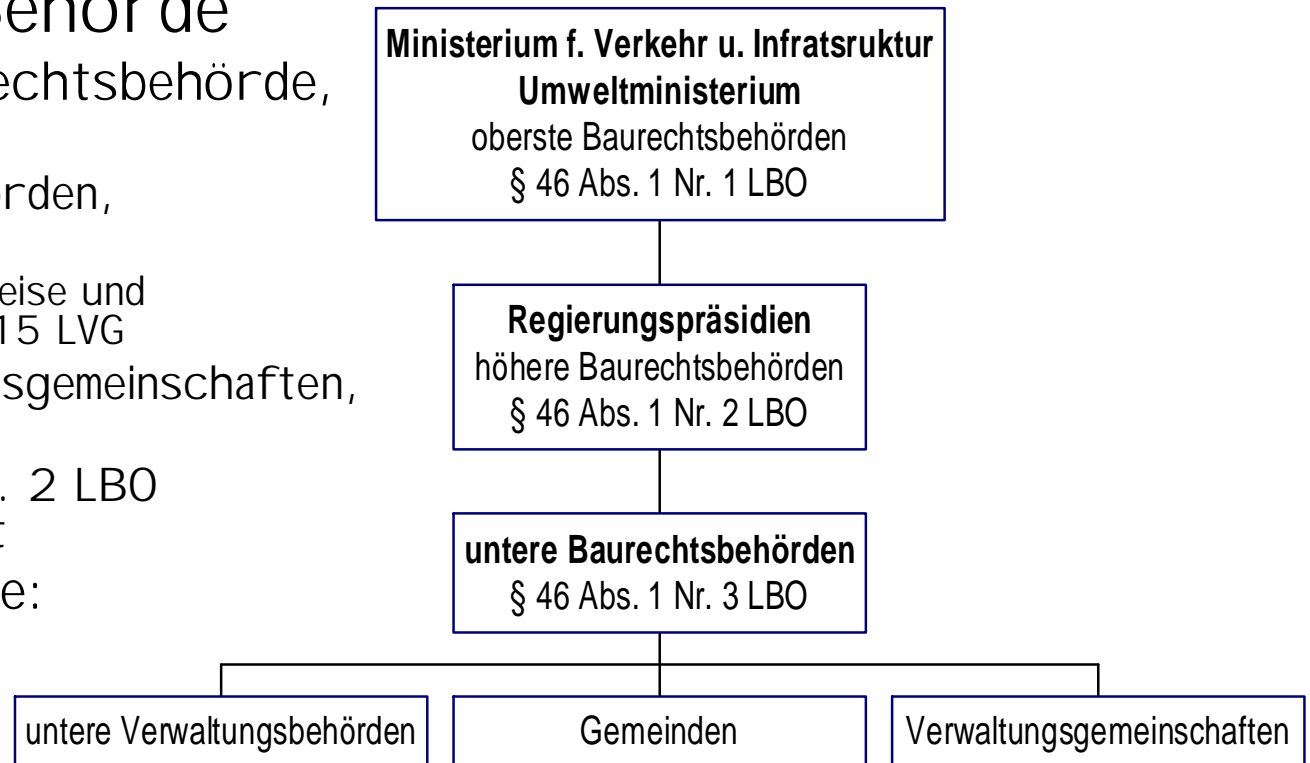 Behörde
echtsbehörde,
rden,
eise und
15 LVG
sgemeinschaften,
. 2 LBO
e:
Ministerium f. Verkehr u. Infratsruktur
Umweltministerium
oberste Baurechtsbehörden
§ 46 Abs. 1 Nr. 1 LBO
Regierungspräsidien
höhere Baurechtsbehörden
§ 46 Abs. 1 Nr. 2 LBO
untere Baurechtsbehörden
§ 46 Abs. 1 Nr. 3 LBO
untere Verwaltungsbehörden
Gemeinden
Verwaltungsgemeinschaften